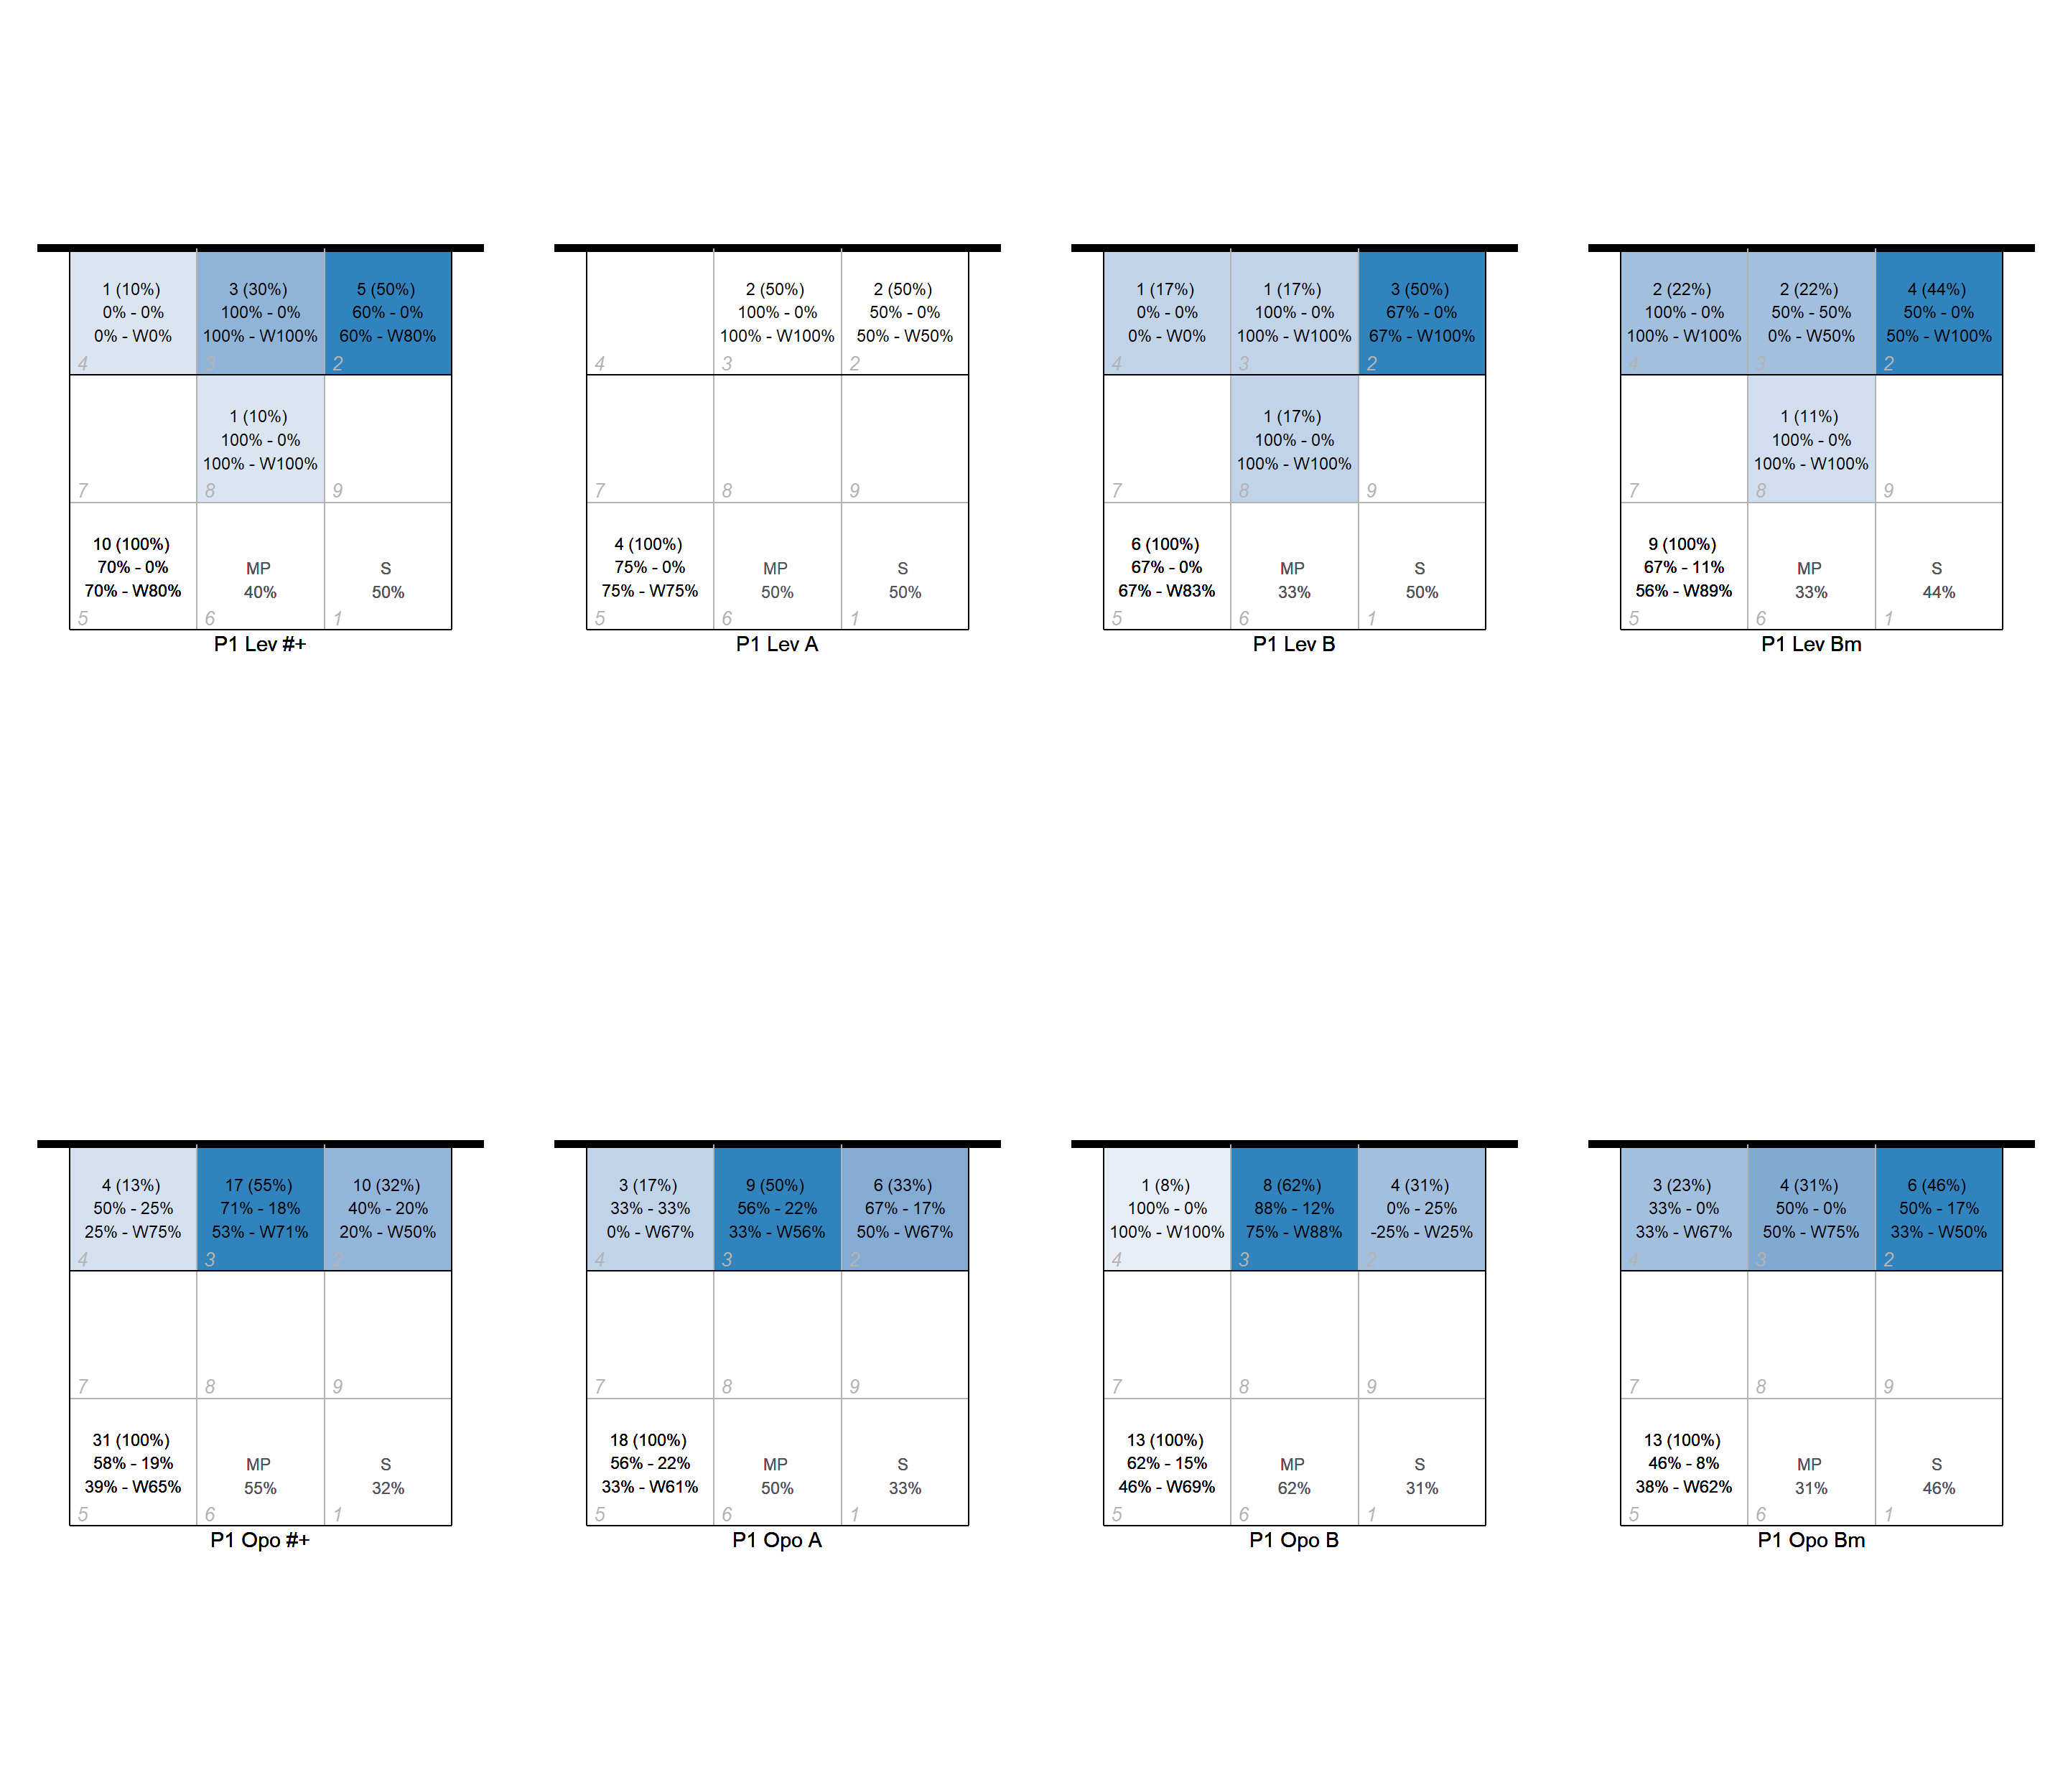 1 (10%)
0% - 0%
0% - W0%
4
3 (30%)
100% - 0%
100% - W100%
3
5 (50%)
60% - 0%
60% - W80%
2
7
1 (10%)
100% - 0%
100% - W100%
8
9
10 (100%)
70% - 0%
70% - W80%
5
MP
40%
6
S
50%
1
P1 Lev #+
4
2 (50%)
100% - 0%
100% - W100%
3
2 (50%)
50% - 0%
50% - W50%
2
7
8
9
4 (100%)
75% - 0%
75% - W75%
5
MP
50%
6
S
50%
1
P1 Lev A
1 (17%)
0% - 0%
0% - W0%
4
1 (17%)
100% - 0%
100% - W100%
3
3 (50%)
67% - 0%
67% - W100%
2
7
1 (17%)
100% - 0%
100% - W100%
8
9
6 (100%)
67% - 0%
67% - W83%
5
MP
33%
6
S
50%
1
P1 Lev B
2 (22%)
100% - 0%
100% - W100%
4
2 (22%)
50% - 50%
0% - W50%
3
4 (44%)
50% - 0%
50% - W100%
2
7
1 (11%)
100% - 0%
100% - W100%
8
9
9 (100%)
67% - 11%
56% - W89%
5
MP
33%
6
S
44%
1
P1 Lev Bm
4 (13%)
50% - 25%
25% - W75%
4
17 (55%)
71% - 18%
53% - W71%
3
10 (32%)
40% - 20%
20% - W50%
2
7
8
9
31 (100%)
58% - 19%
39% - W65%
5
MP
55%
6
S
32%
1
P1 Opo #+
3 (17%)
33% - 33%
0% - W67%
4
9 (50%)
56% - 22%
33% - W56%
3
6 (33%)
67% - 17%
50% - W67%
2
7
8
9
18 (100%)
56% - 22%
33% - W61%
5
MP
50%
6
S
33%
1
P1 Opo A
1 (8%)
100% - 0%
100% - W100%
4
8 (62%)
88% - 12%
75% - W88%
3
4 (31%)
0% - 25%
-25% - W25%
2
7
8
9
13 (100%)
62% - 15%
46% - W69%
5
MP
62%
6
S
31%
1
P1 Opo B
3 (23%)
33% - 0%
33% - W67%
4
4 (31%)
50% - 0%
50% - W75%
3
6 (46%)
50% - 17%
33% - W50%
2
7
8
9
13 (100%)
46% - 8%
38% - W62%
5
MP
31%
6
S
46%
1
P1 Opo Bm